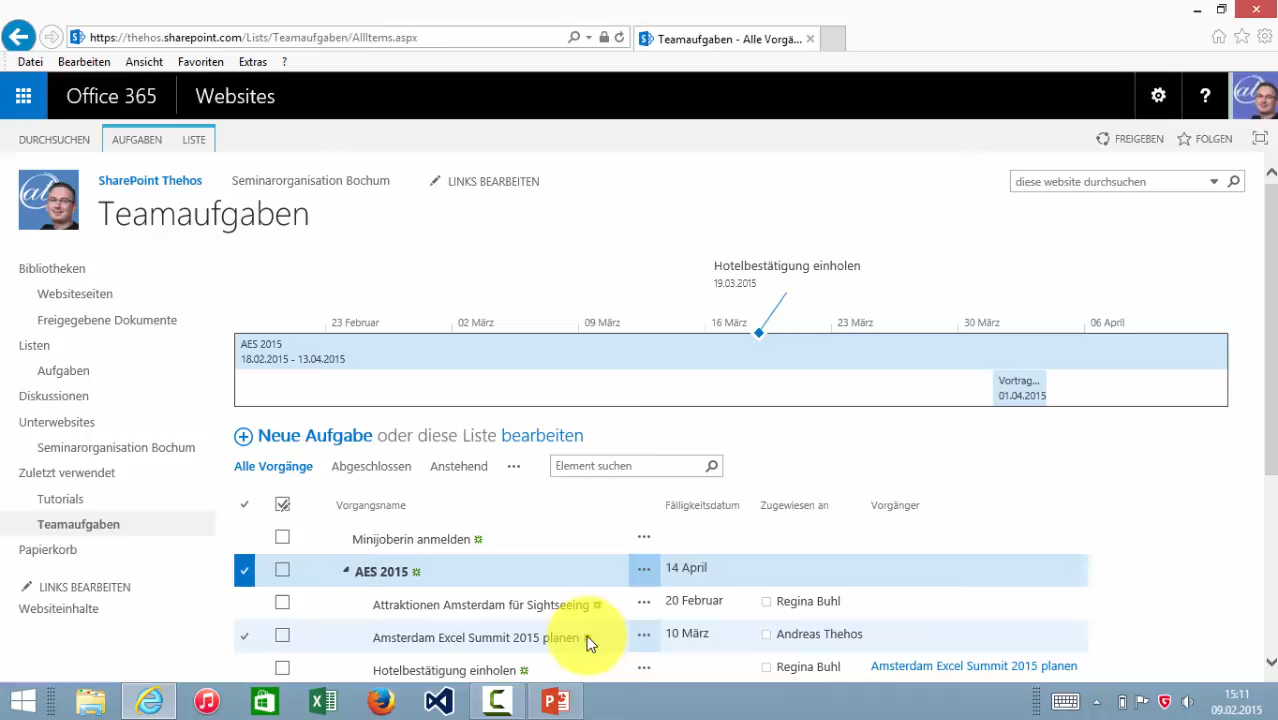 https://thehos.sharepoint.com/Lists/Teamaufgaben/AllItems.aspx
Teamaufgaben - Alle Vorgä...
Datei Bearbeiten Ansicht Favoriten Extras ?
Office 365 Websites ?
DURCHSUCHEN AUFGABEN LISTE FREIGEBEN FOLGEN
SharePoint Thehos Seminarorganisation Bochum LINKS BEARBEITEN diese website durchsuchen
Teamaufgaben
Bibliotheken
Websiteseiten
Freigegebene Dokumente
Listen
Aufgaben
Diskussionen
Unterwebsites
Seminarorganisation Bochum
Zuletzt verwendet
Tutorials
Teamaufgaben
Papierkorb
LINKS BEARBEITEN
Websiteinhalte
Hotelbestätigung einholen
19.03.2015
23 Februar 02 März 09 März 16 März 23 März 30 März 06 April
AES 2015
18.02.2015 - 13.04.2015
Vortrag...
01.04.2015
Neue Aufgabe oder diese Liste bearbeiten
Alle Vorgänge Abgeschlossen Anstehend ... Element suchen
Vorgangsname Fälligkeitsdatum Zugewiesen an Vorgänger
Minijoberin anmelden ...
AES 2015 ... 14 April
Attraktionen Amsterdam für Sightseeing ... 20 Februar Regina Buhl
Amsterdam Excel Summit 2015 planen ... 10 März Andreas Thehos
Hotelbestätigung einholen ... Regina Buhl Amsterdam Excel Summit 2015 planen
15:11
09.02.2015